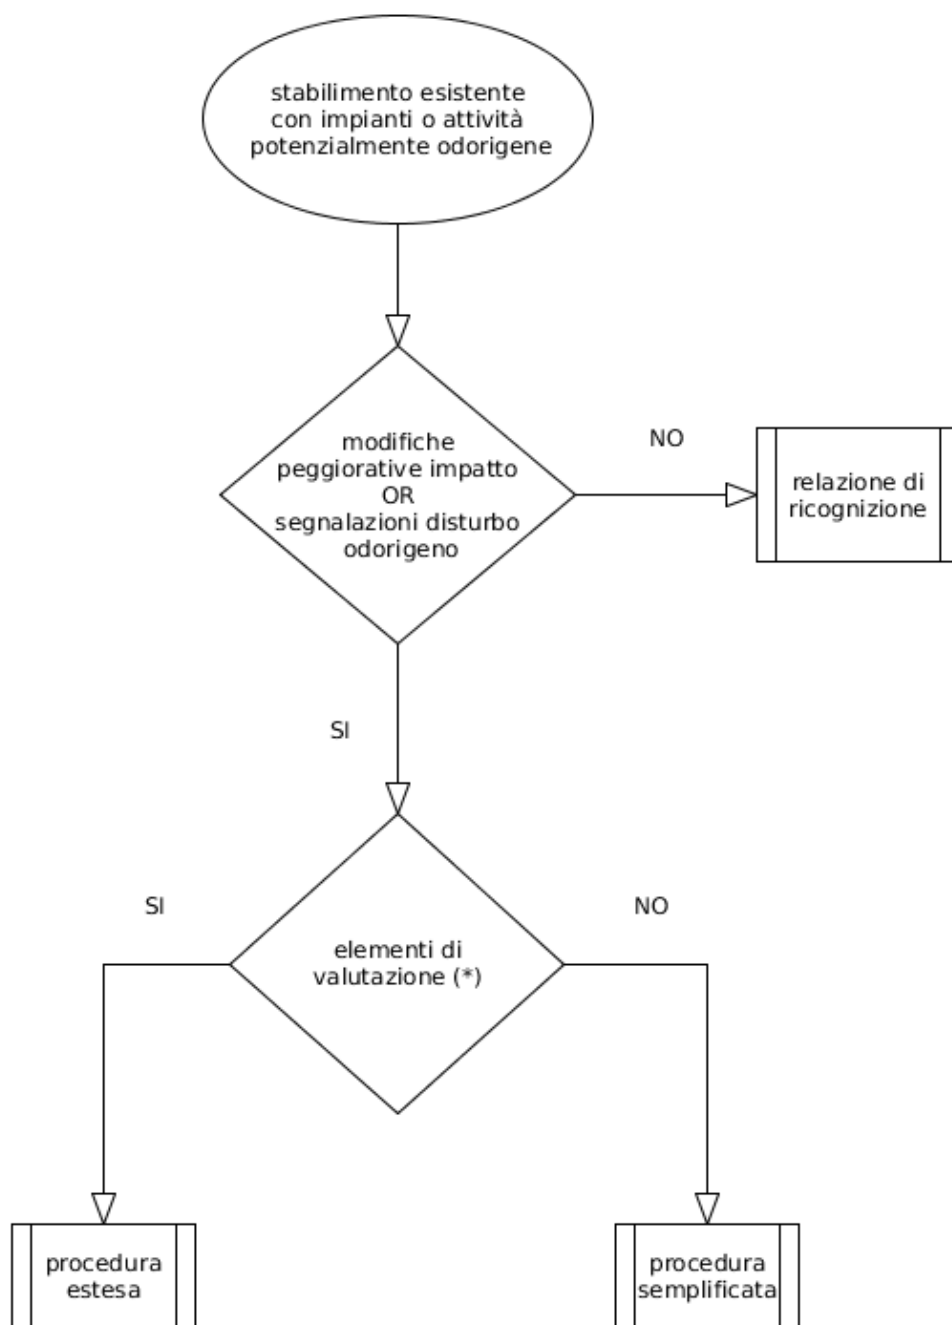 stabilimento esistente
con impianti o attività
potenzialmente odorigene
modifiche
peggiorative impatto
OR
segnalazioni disturbo
odorigeno
NO
relazione di
ricognizione
SI
SI
NO
elementi di
valutazione (*)
procedura
estesa
procedura
semplificata